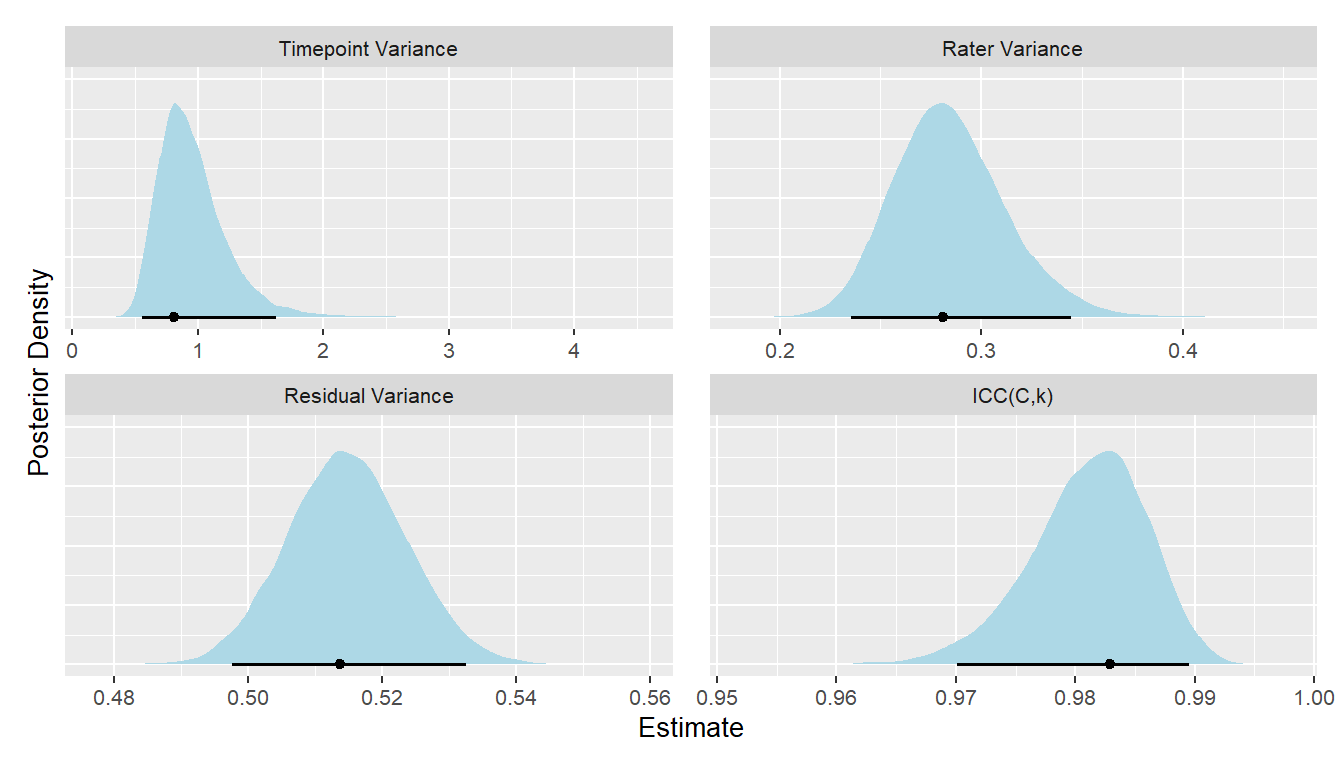 Timepoint Variance
Rater Variance
0 1 2 3 4
0.2 0.3 0.4
Posterior Density
Residual Variance
ICC(C,k)
0.48 0.50 0.52 0.54 0.56
0.95 0.96 0.97 0.98 0.99 1.00
Estimate